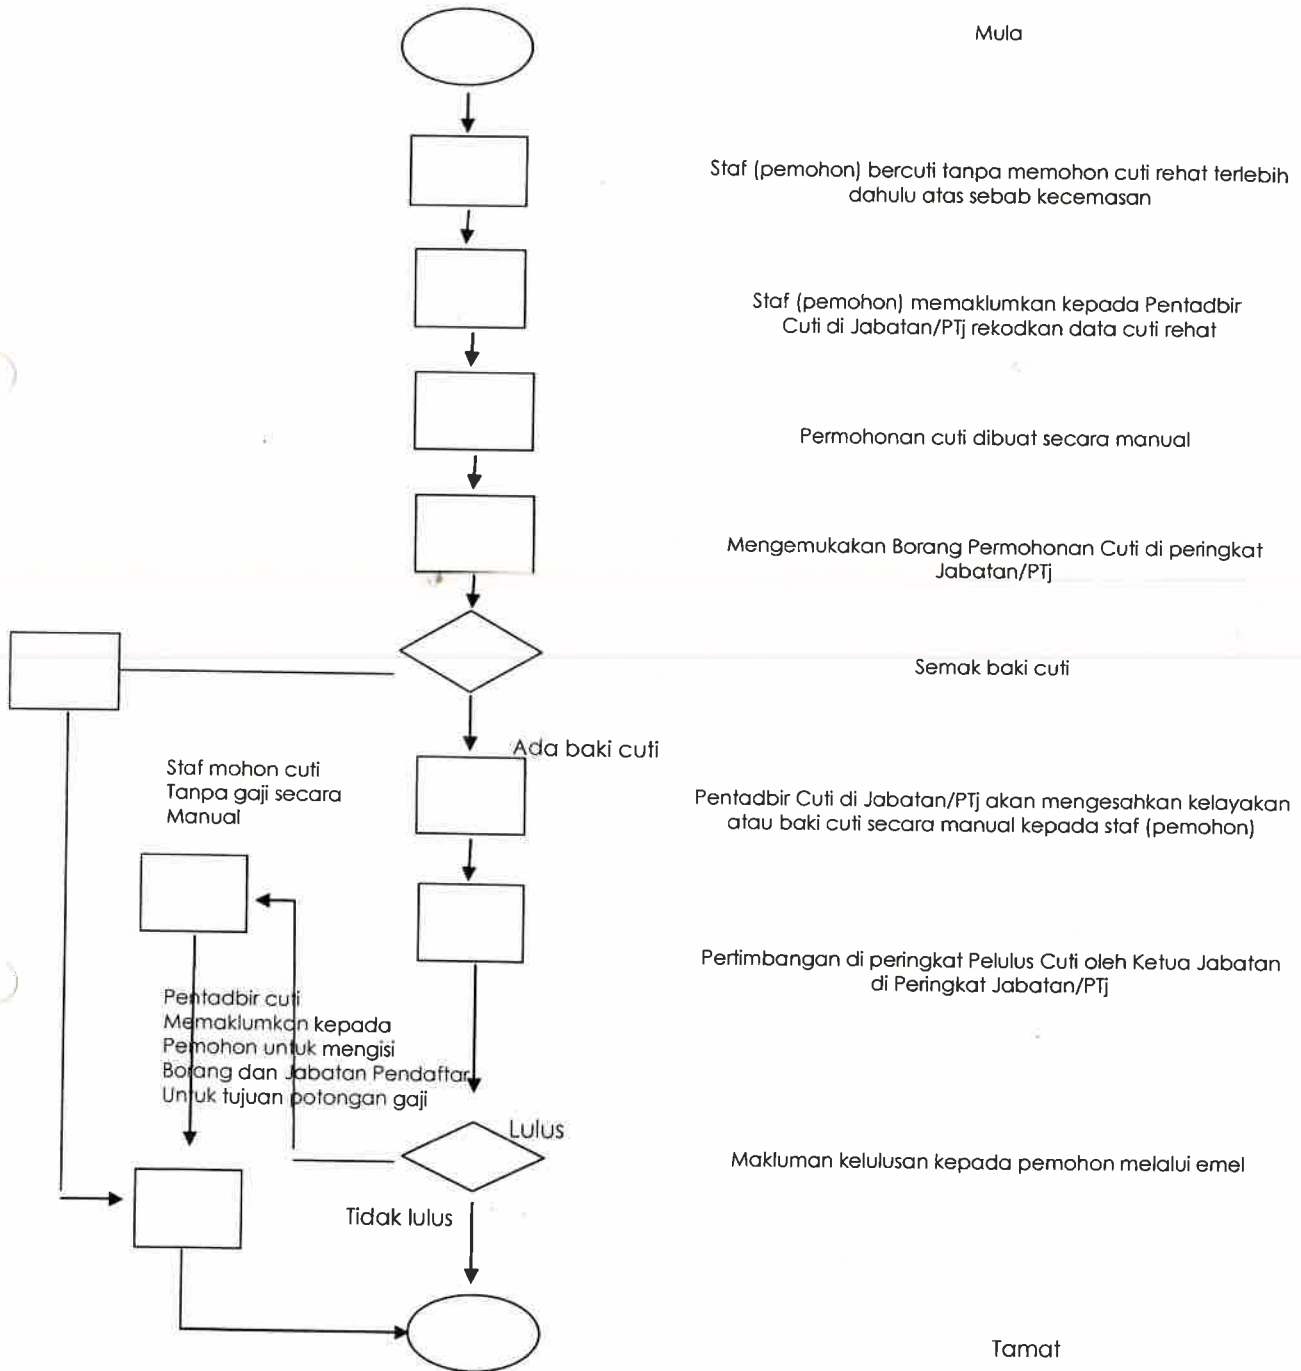 Mula
Staf (pemohon) bercuti tanpa memohon cuti rehat terlebih
dahulu atas sebab kecemasan
Staf (pemohon) memaklumkan kepada Pentadbir
Cuti di Jabatan/PTj rekodkan data cuti rehat
Permohonan cuti dibuat secara manual
Mengemukakan Borang Permohonan Cuti di peringkat
Jabatan/PTj
Semak baki cuti
Ada baki cuti
Staf mohon cuti
Tanpa gaji secara
Manual
Pentadbir Cuti di Jabatan/PTj akan mengesahkan kelayakan
atau baki cuti secara manual kepada staf (pemohon)
Pertimbangan di peringkat Pelulus Cuti oleh Ketua Jabatan
di Peringkat Jabatan/PTj
Pentadbir cuti
Memaklumkan kepada
Pemohon untuk mengisi
Borang dan Jabatan Pendaftar
Untuk tujuan potongan gaji
Lulus
Makluman kelulusan kepada pemohon melalui emel
Tidak lulus
Tamat